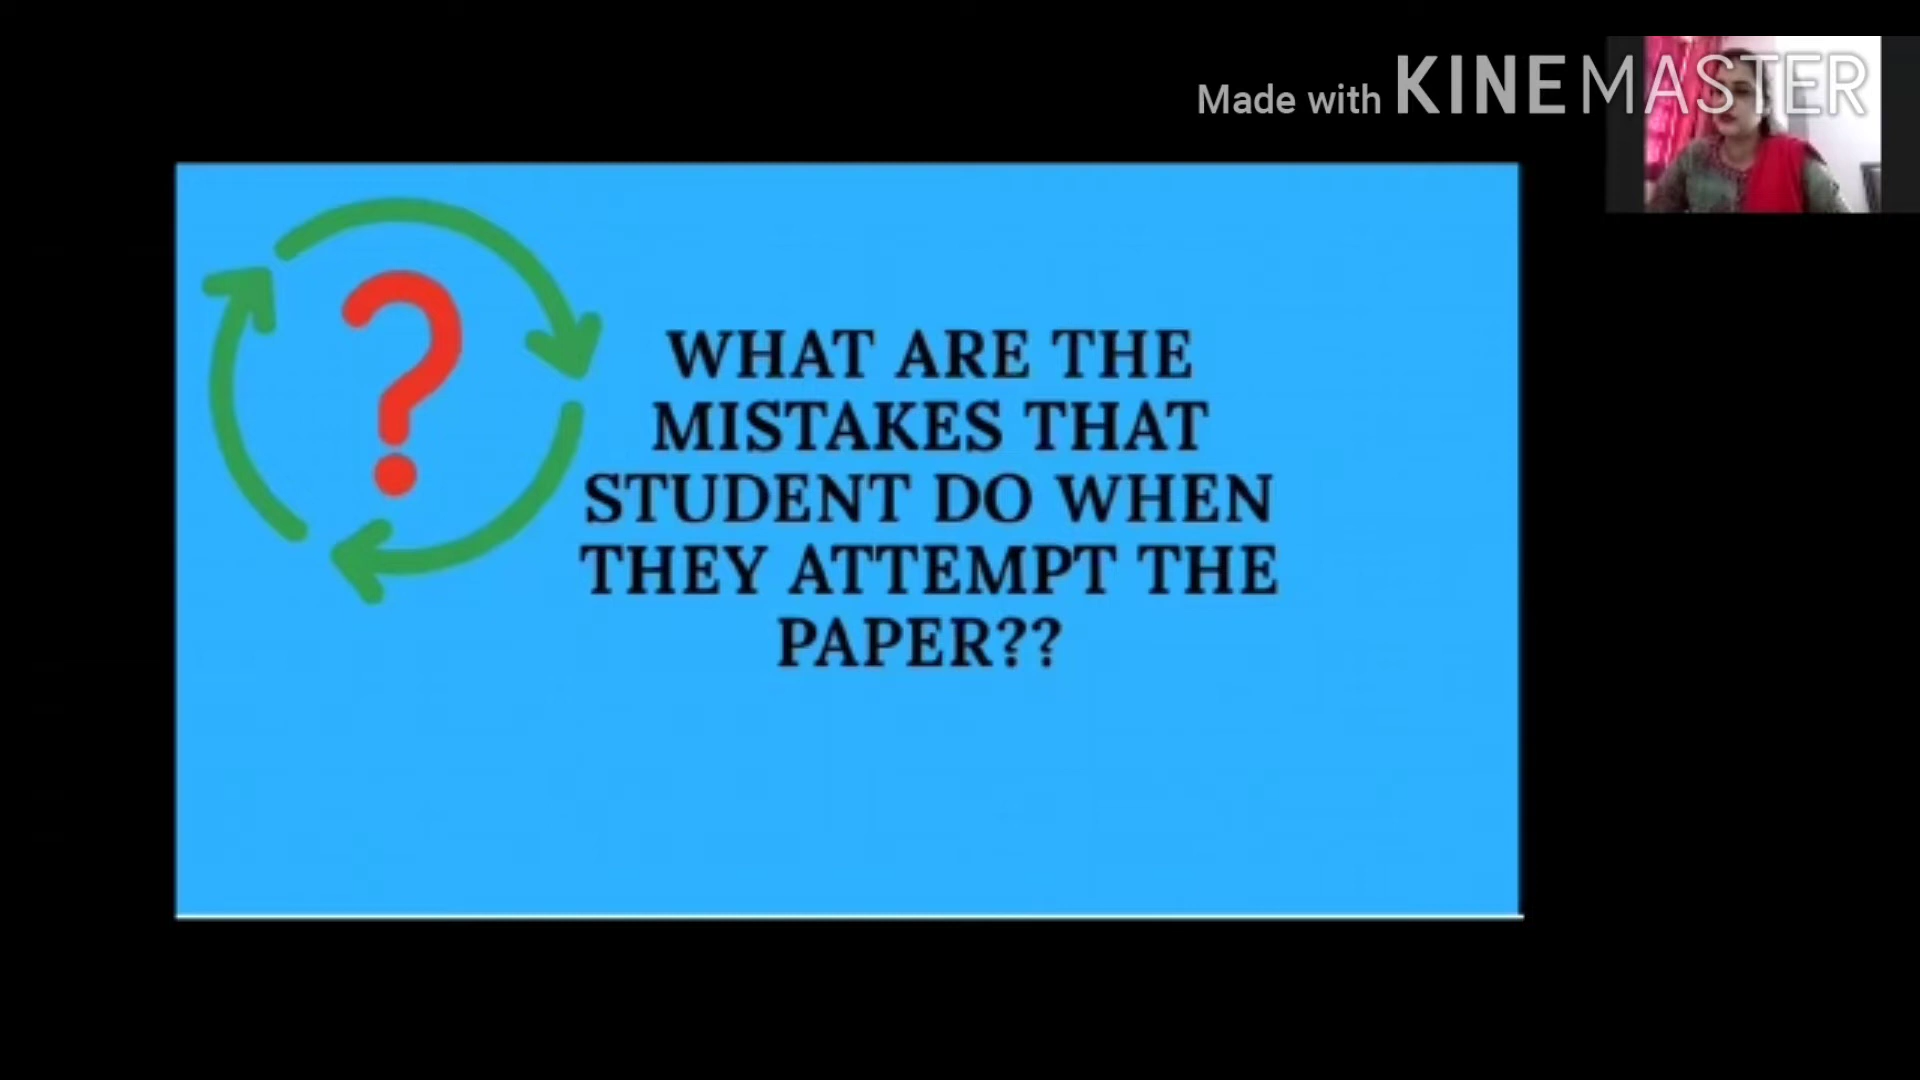 Made with KINEMASTER
?
WHAT ARE THE
MISTAKES THAT
STUDENT DO WHEN
THEY ATTEMPT THE
PAPER??